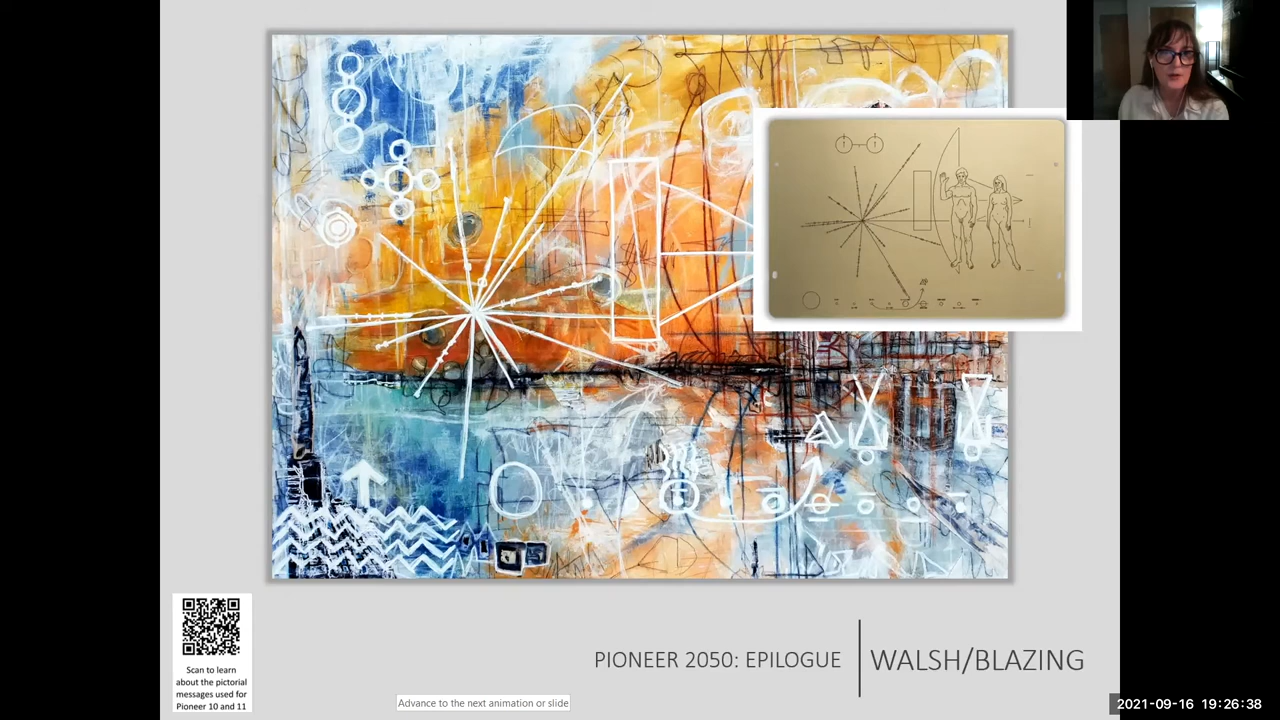 PIONEER 2050: EPILOGUE
WALSH/BLAZING
Scan to learn
about the pictorial
messages used for
Pioneer 10 and 11
Advance to the next animation or slide
2021-09-16 19:26:38